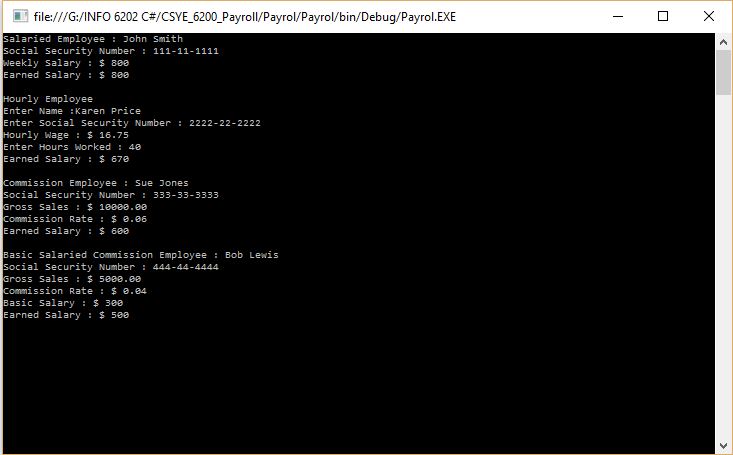 file:///G:/INFO 6202 C#/CSYE_6200_Payroll/Payrol/Payrol/bin/Debug/Payrol.EXE
Salaried Employee : John Smith
Social Security Number : 111-11-1111
Weekly Salary : $ 800
Earned Salary : $ 800
Hourly Employee
Enter Name :Karen Price
Enter Social Security Number : 2222-22-2222
Hourly Wage : $ 16.75
Enter Hours Worked : 40
Earned Salary : $ 670
Commission Employee : Sue Jones
Social Security Number : 333-33-3333
Gross Sales : $ 10000.00
Commission Rate : $ 0.06
Earned Salary : $ 600
Basic Salaried Commission Employee : Bob Lewis
Social Security Number : 444-44-4444
Gross Sales : $ 5000.00
Commission Rate : $ 0.04
Basic Salary : $ 300
Earned Salary : $ 500